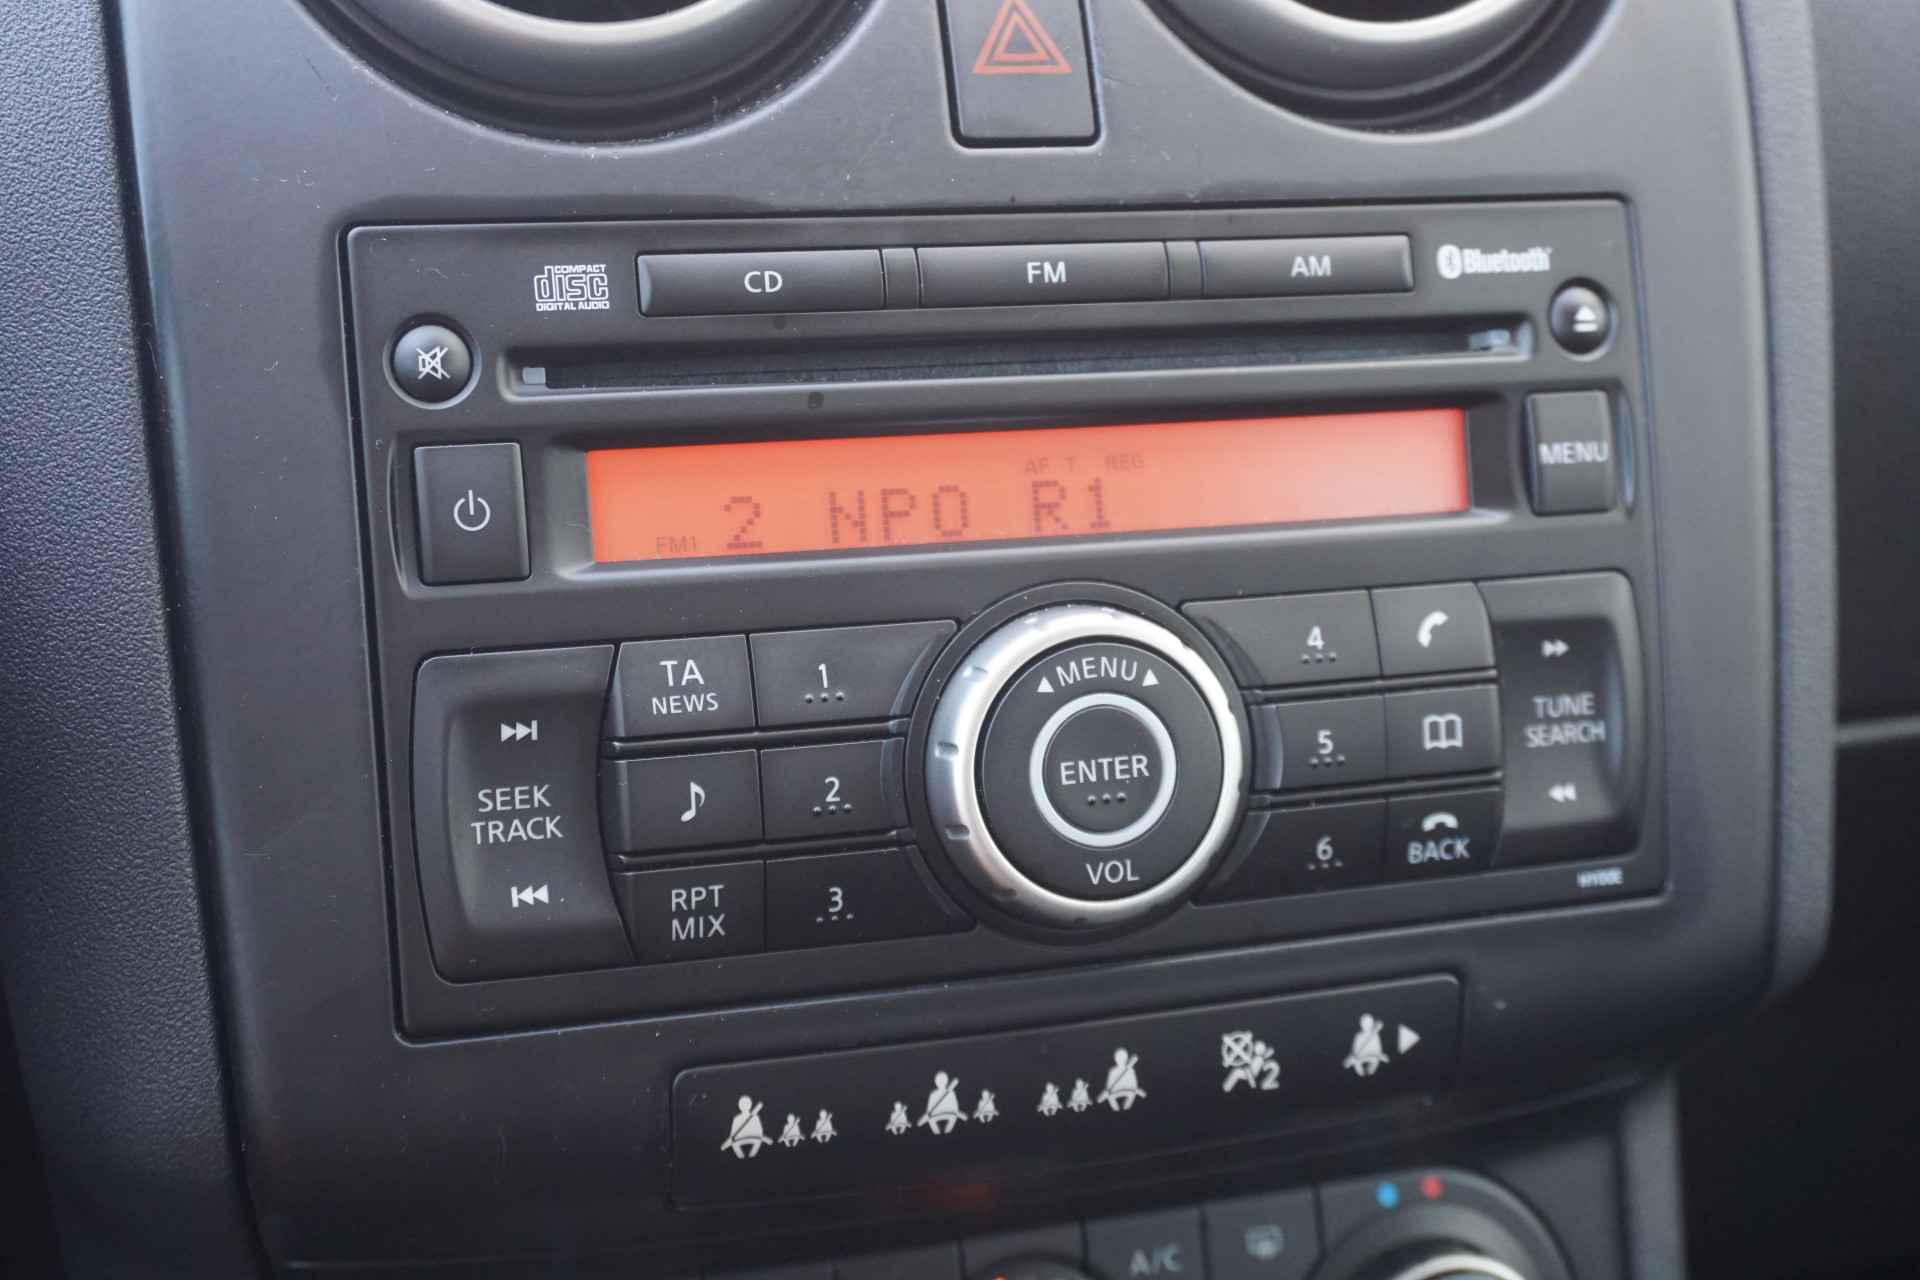 CD
FM
AM
Bluetooth
COMPACT
disc
DIGITAL AUDIO
MENU
AF T REG
FM1 2 NPO R1
TA
NEWS
1
4
MENU
SEEK
TRACK
2
ENTER
5
TUNE
SEARCH
RPT
MIX
3
VOL
6
BACK
2
A/C